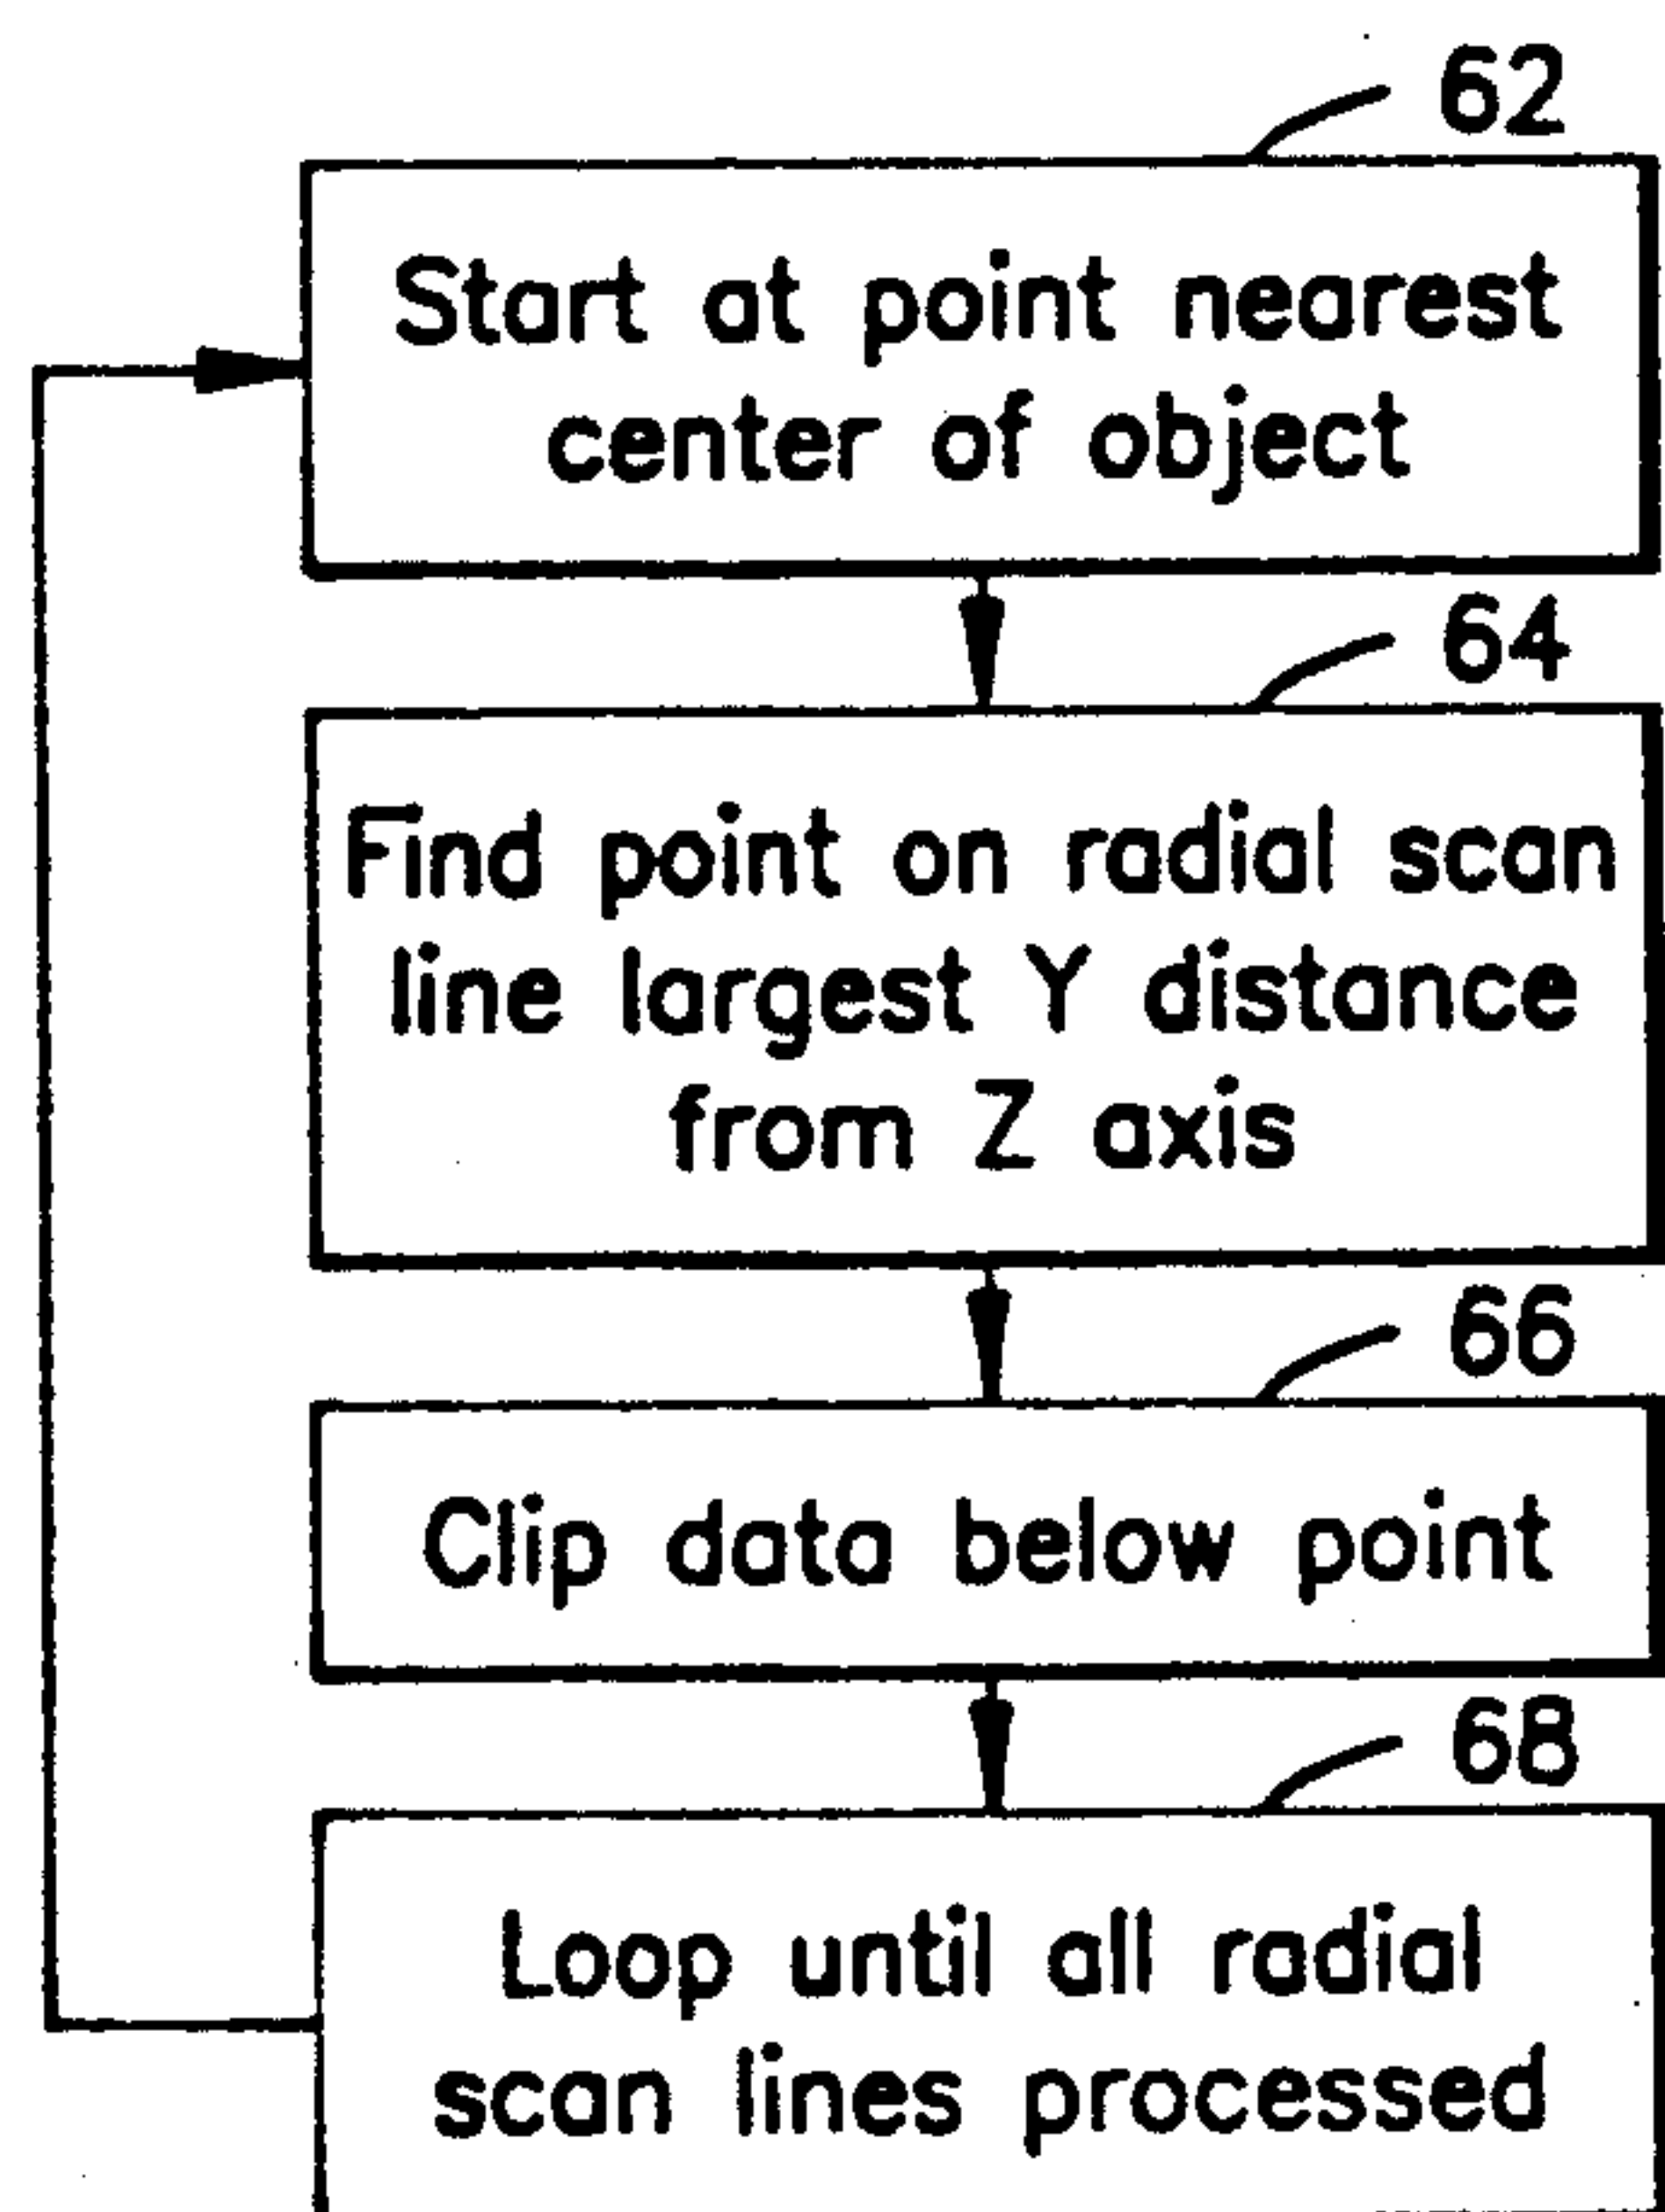 62
Start at point nearest
center of object
64
Find point on radial scan
line largest Y distance
from Z axis
66
Clip data below point
68
Loop until all radial
scan lines processed